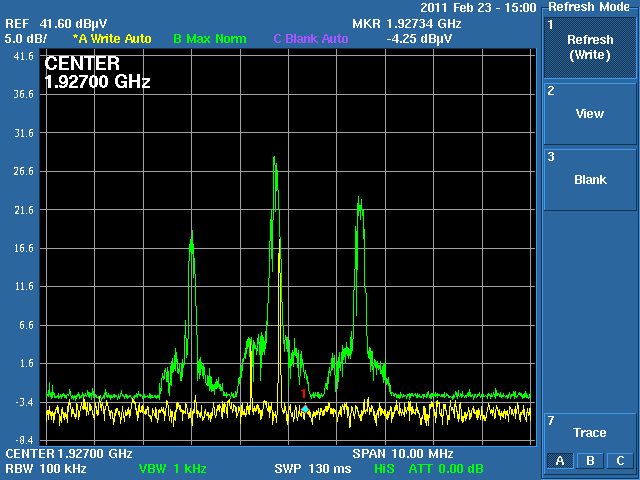 2011 Feb 23 - 15:00 Refresh Mode
REF 41.60 dBµV MKR 1.92734 GHz
5.0 dB/ *A Write Auto B Max Norm C Blank Auto -4.25 dBµV
CENTER
1.92700 GHz
41.6
36.6
31.6
26.6
21.6
16.6
11.6
6.6
1.6
-3.4
-8.4
1
CENTER 1.92700 GHz SPAN 10.00 MHz
RBW 100 kHz VBW 1 kHz SWP 130 ms HiS ATT 0.00 dB
1
Refresh
(Write)
2
View
3
Blank
7
Trace
A B C